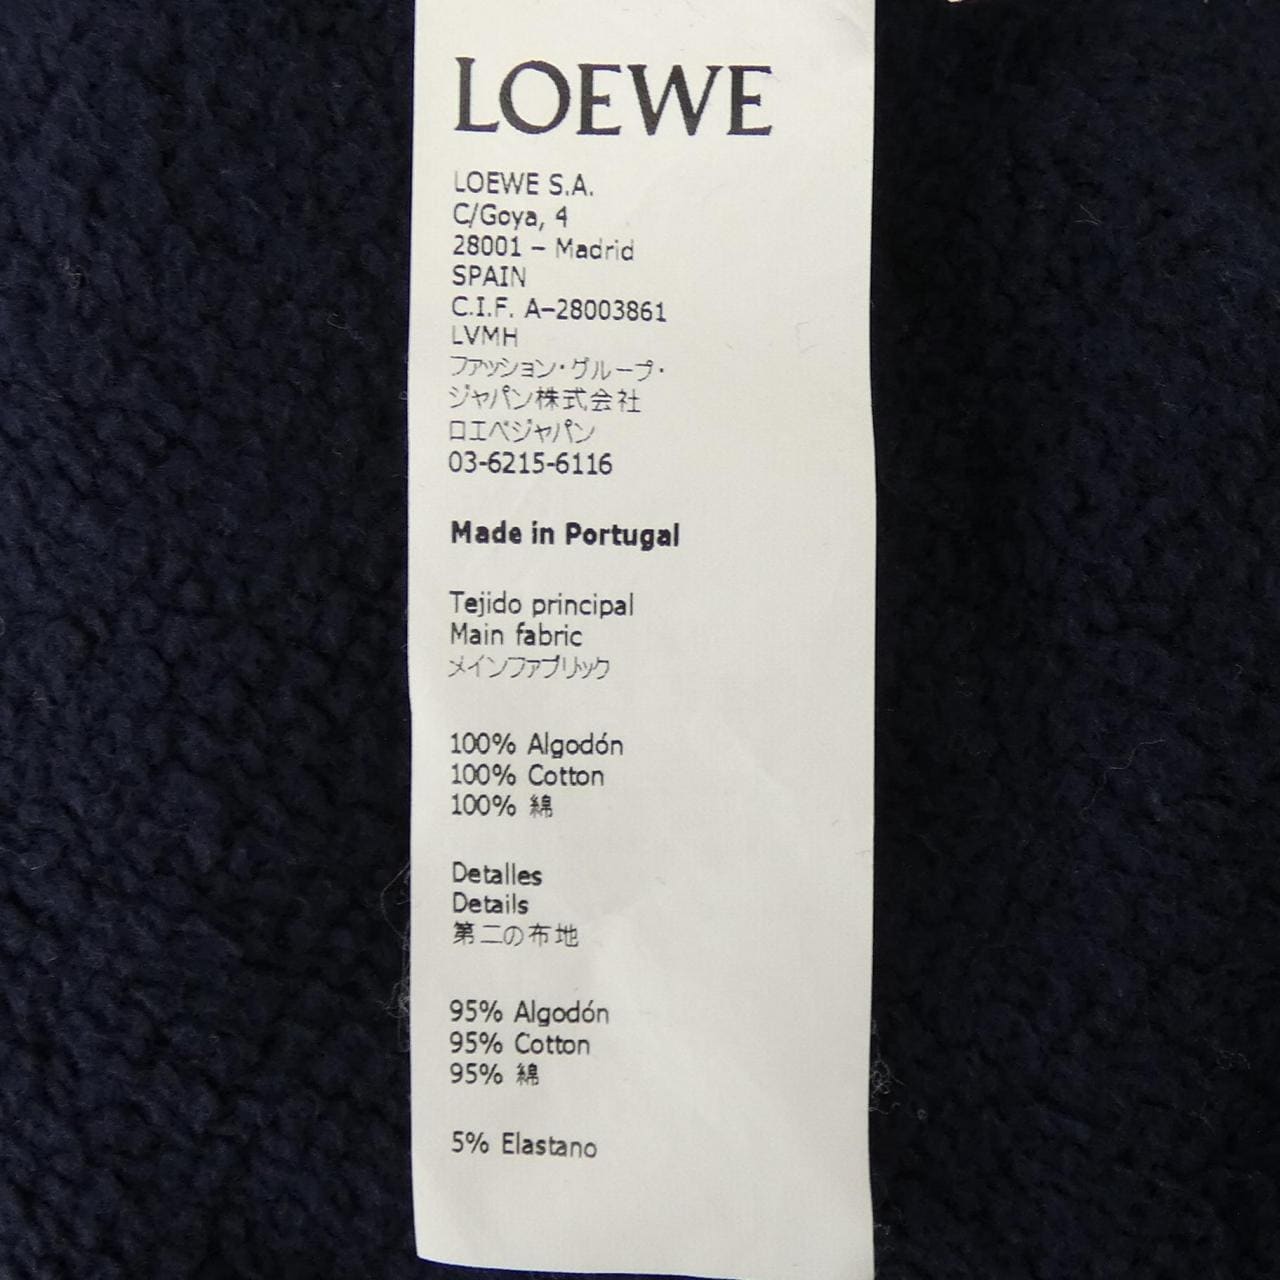 LOEWE
LOEWE S.A.
C/Goya, 4
28001 – Madrid
SPAIN
C.I.F. A–28003861
LVMH
ファッション・グループ・
ジャパン株式会社
ロエベジャパン
03-6215-6116
Made in Portugal
Tejido principal
Main fabric
メインファブリック
100% Algodón
100% Cotton
100% 綿
Detalles
Details
第二の布地
95% Algodón
95% Cotton
95% 綿
5% Elastano